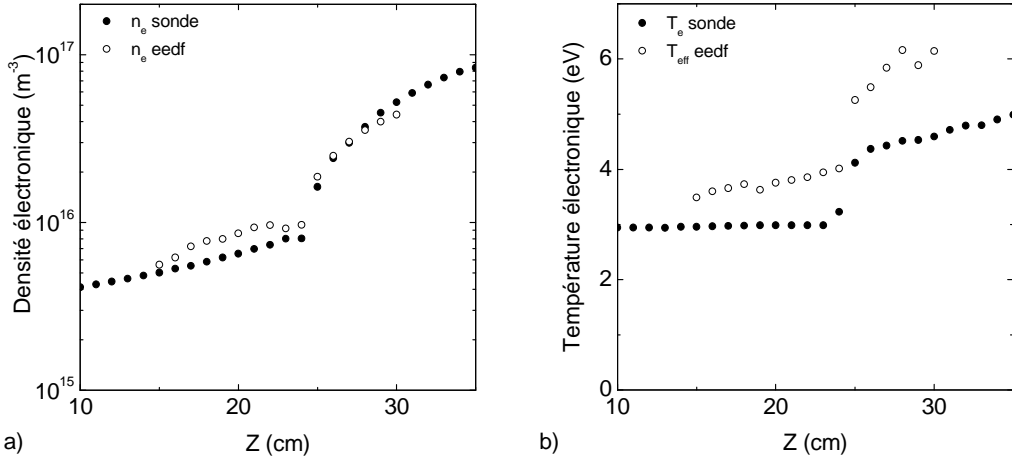 n_e sonde
n_e eedf
10^17
10^16
10^15
Densité électronique (m^-3)
10 20 30
Z (cm)
a)
T_e sonde
T_eff eedf
6
4
2
0
Température électronique (eV)
10 20 30
Z (cm)
b)